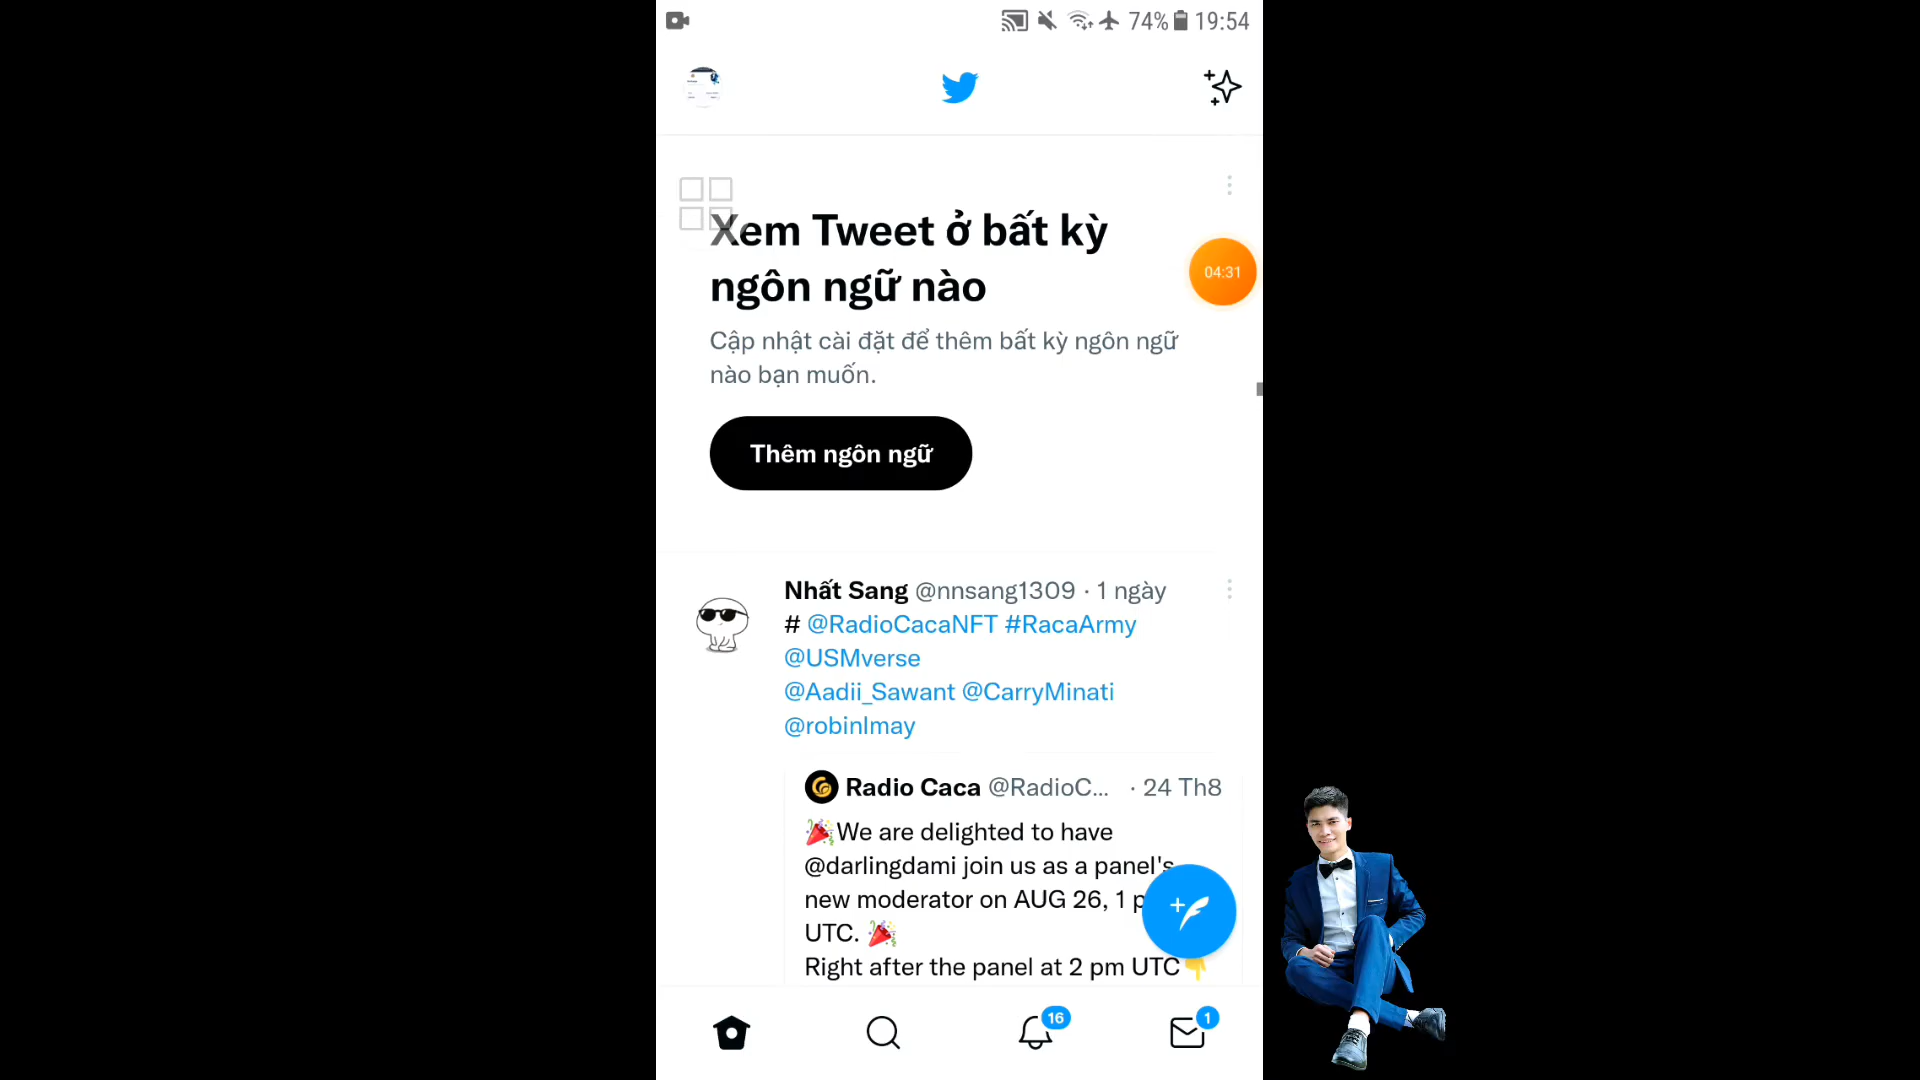 74% 19:54
Xem Tweet ở bất kỳ
ngôn ngữ nào
04:31
Cập nhật cài đặt để thêm bất kỳ ngôn ngữ
nào bạn muốn.
Thêm ngôn ngữ
Nhất Sang @nnsang1309 · 1 ngày
# @RadioCacaNFT #RacaArmy
@USMverse
@Aadii_Sawant @CarryMinati
@robinlmay
Radio Caca @RadioC... · 24 Th8
🎉We are delighted to have
@darlingdami join us as a panel's
new moderator on AUG 26, 1 p
UTC. 🎉
Right after the panel at 2 pm UTC👇
16
1